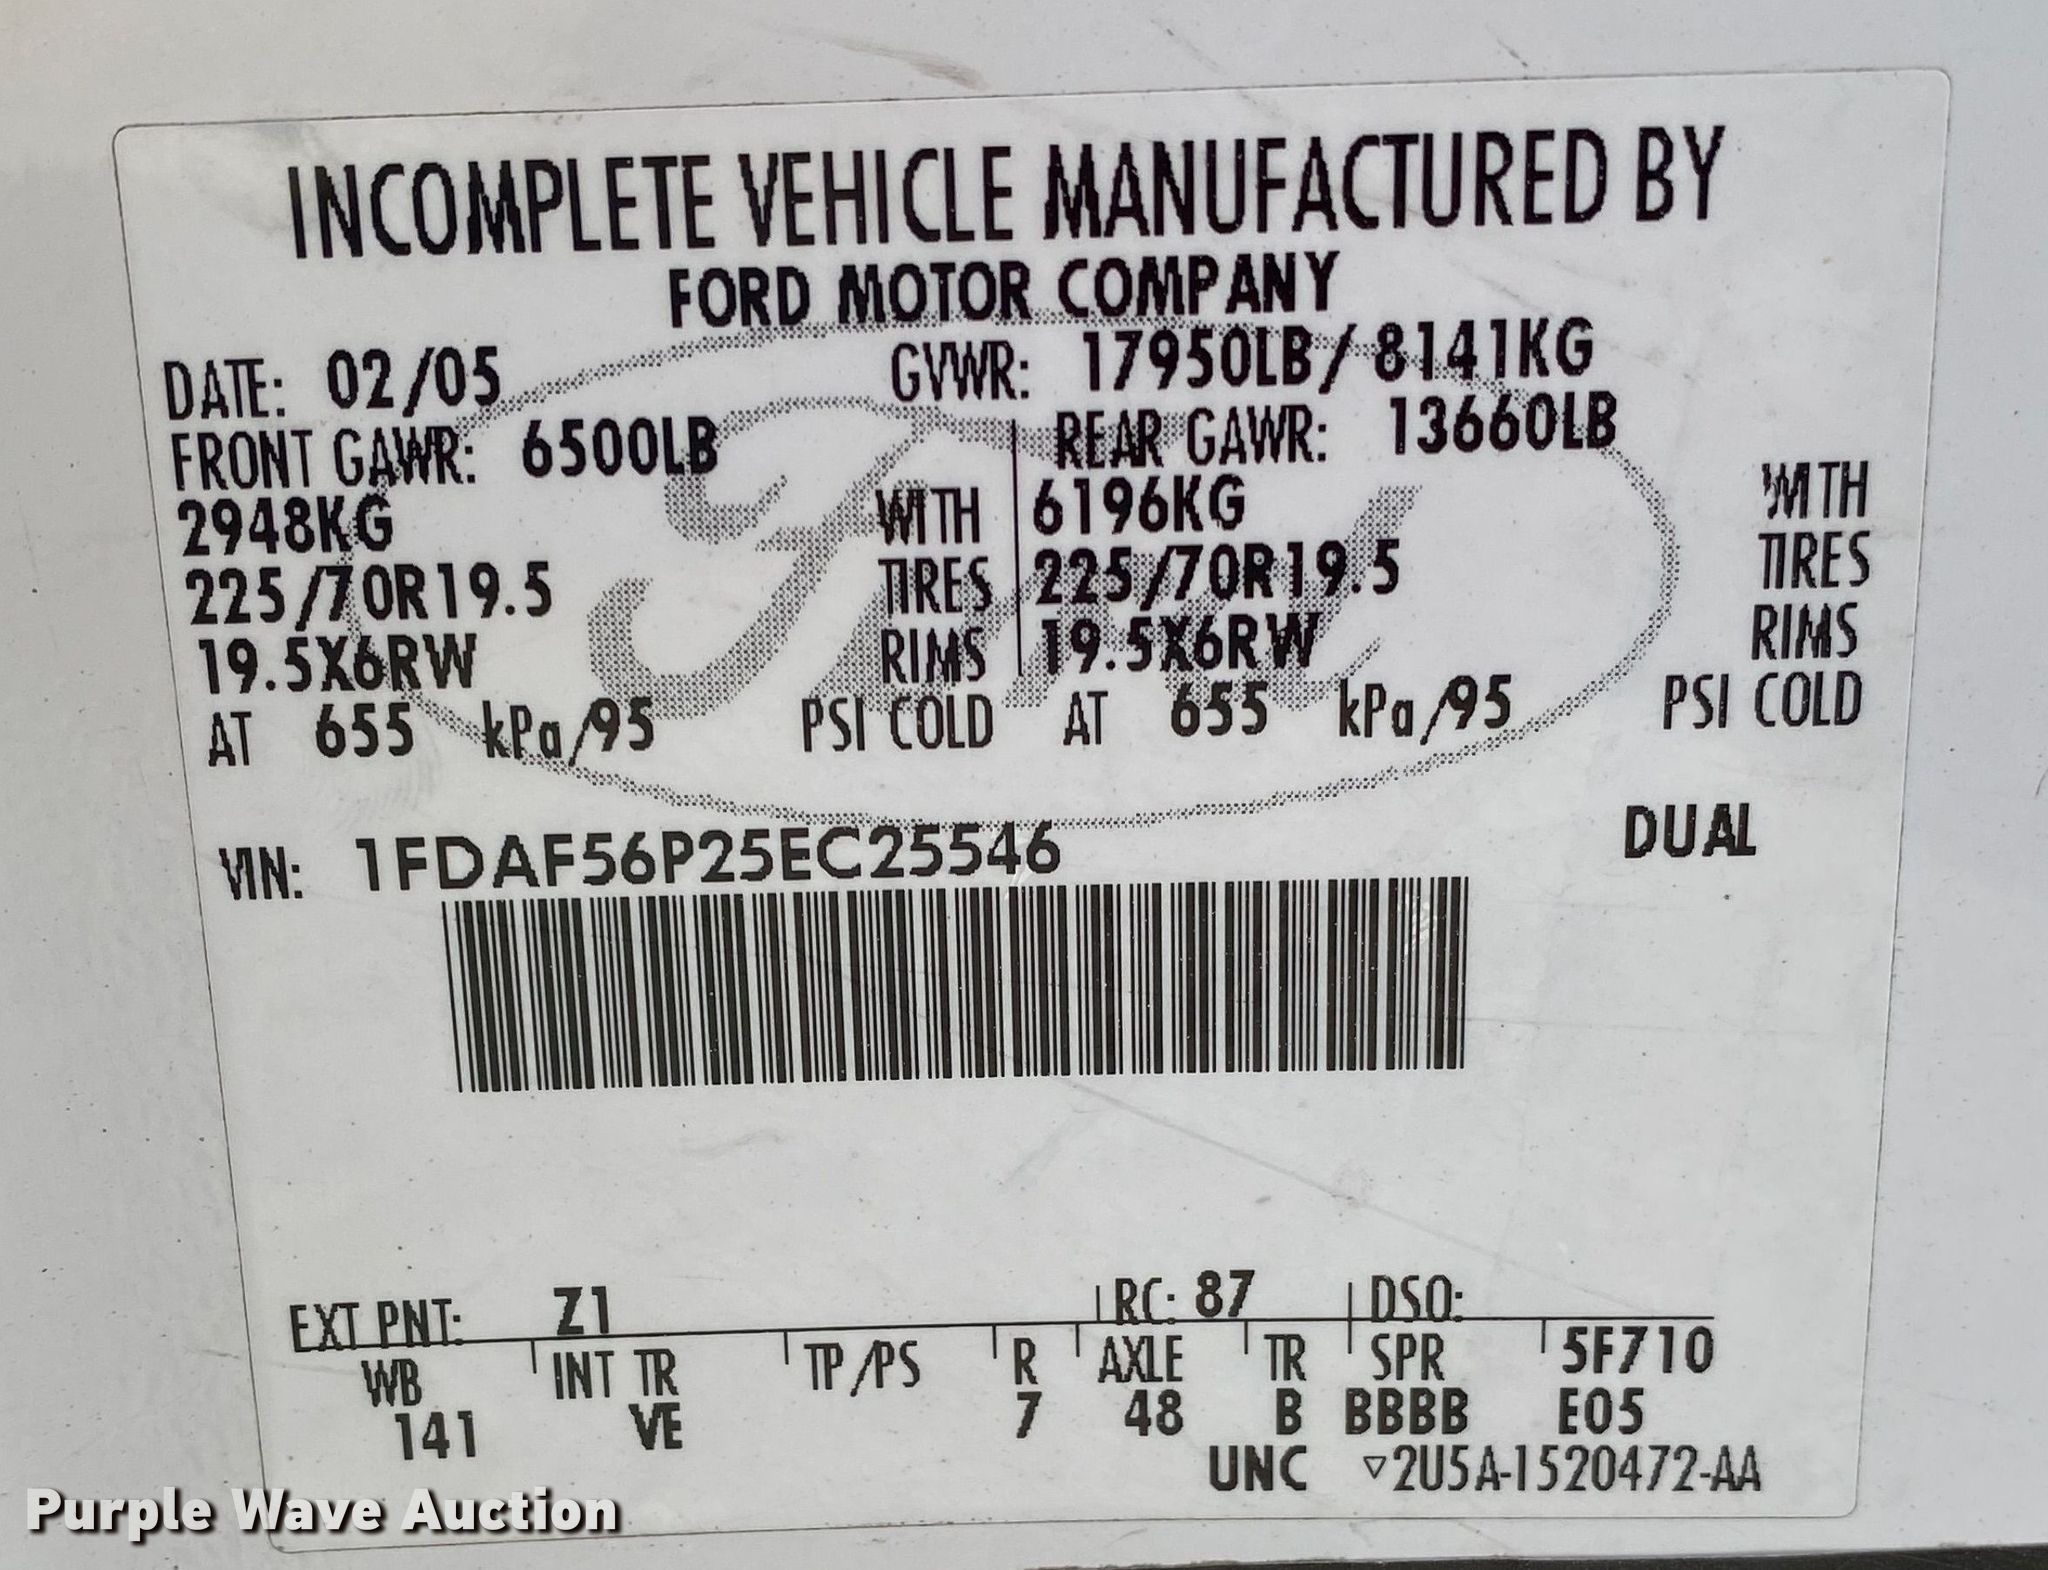 INCOMPLETE VEHICLE MANUFACTURED BY
FORD MOTOR COMPANY
DATE: 02/05 GVWR: 17950LB/8141KG
FRONT GAWR: 6500LB REAR GAWR: 13660LB
2948KG WITH 6196KG WITH
225/70R19.5 TIRES 225/70R19.5 TIRES
19.5X6RW RIMS 19.5X6RW RIMS
AT 655 kPa/95 PSI COLD AT 655 kPa/95 PSI COLD
VIN: 1FDAF56P25EC25546 DUAL
EXT PNT: Z1 RC: 87 DSO:
WB INT TR TP/PS R AXLE TR SPR 5F710
141 VE 7 48 B BBBB E05
UNC ▽2U5A-1520472-AA
Purple Wave Auction